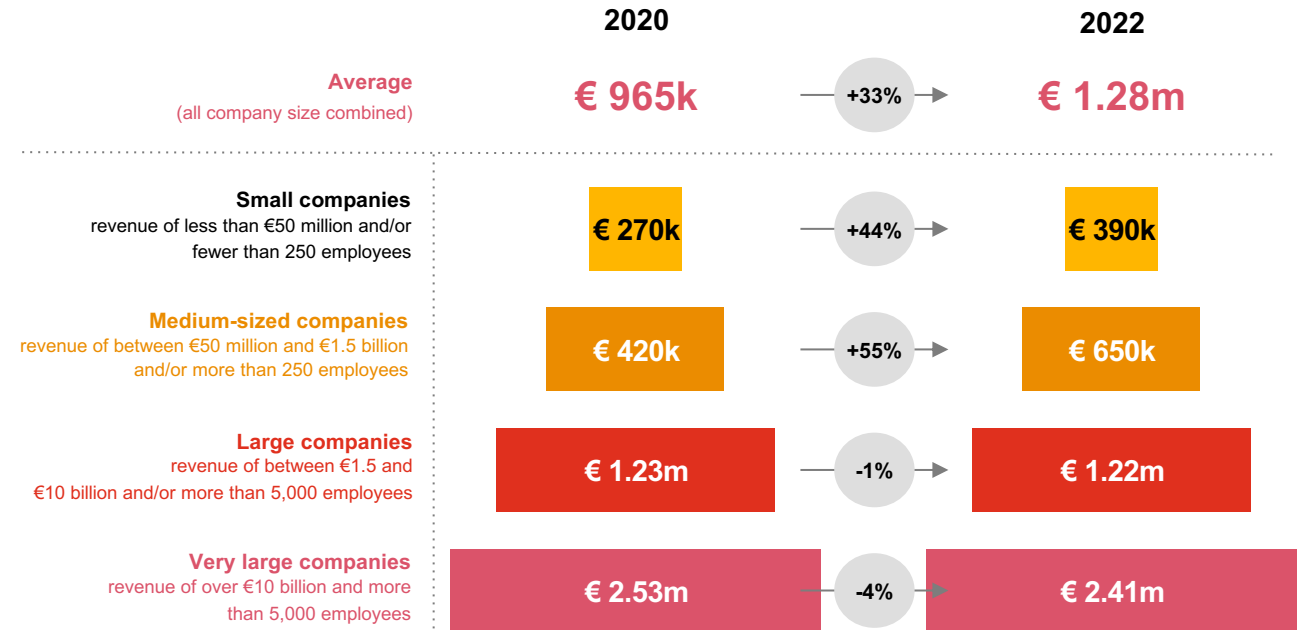 2020
2022
Average
(all company size combined)
€ 965k
+33%
€ 1.28m
Small companies
revenue of less than €50 million and/or
fewer than 250 employees
€ 270k
+44%
€ 390k
Medium-sized companies
revenue of between €50 million and €1.5 billion
and/or more than 250 employees
€ 420k
+55%
€ 650k
Large companies
revenue of between €1.5 and
€10 billion and/or more than 5,000 employees
€ 1.23m
-1%
€ 1.22m
Very large companies
revenue of over €10 billion and more
than 5,000 employees
€ 2.53m
-4%
€ 2.41m